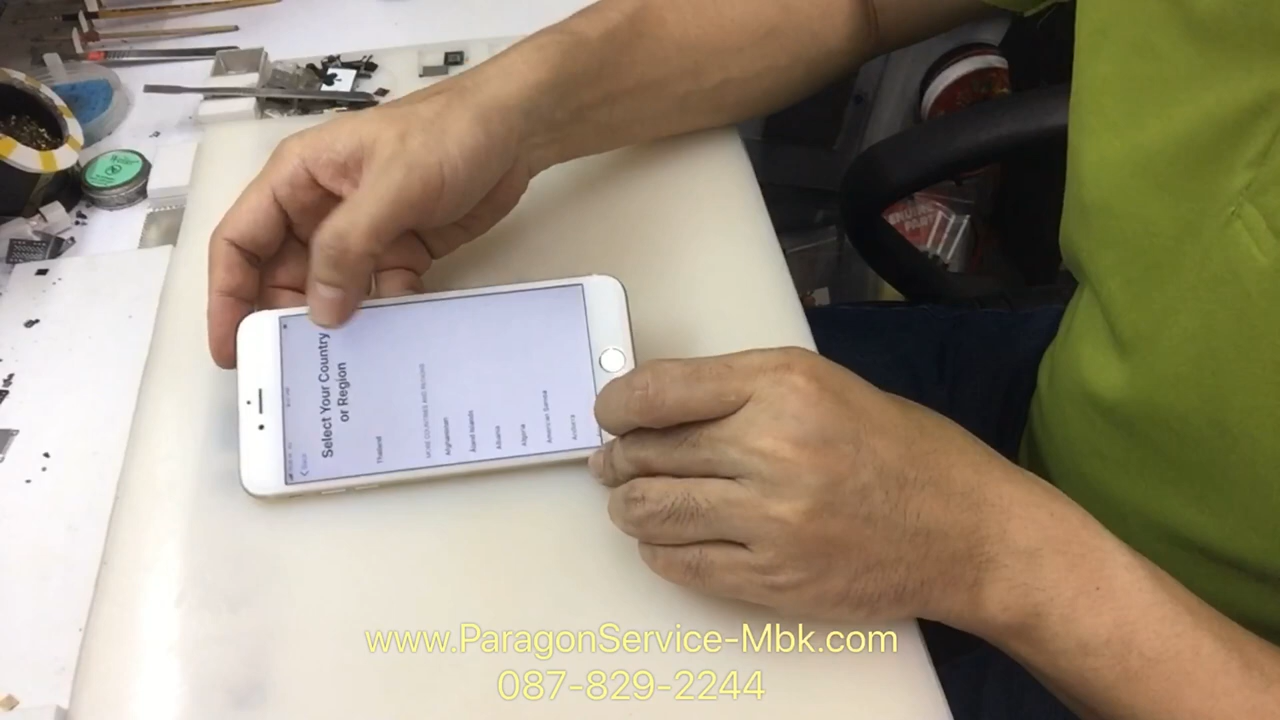 Select Your Country
or Region
Thailand
MORE COUNTRIES AND REGIONS
Afghanistan
Åland Islands
Albania
Algeria
American Samoa
Andorra
www.ParagonService-Mbk.com
087-829-2244